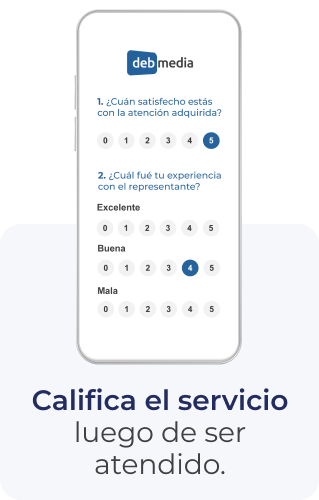 debmedia
1. ¿Cuán satisfecho estás
con la atención adquirida?
0 1 2 3 4 5
2. ¿Cuál fué tu experiencia
con el representante?
Excelente
0 1 2 3 4 5
Buena
0 1 2 3 4 5
Mala
0 1 2 3 4 5
Califica el servicio
luego de ser
atendido.